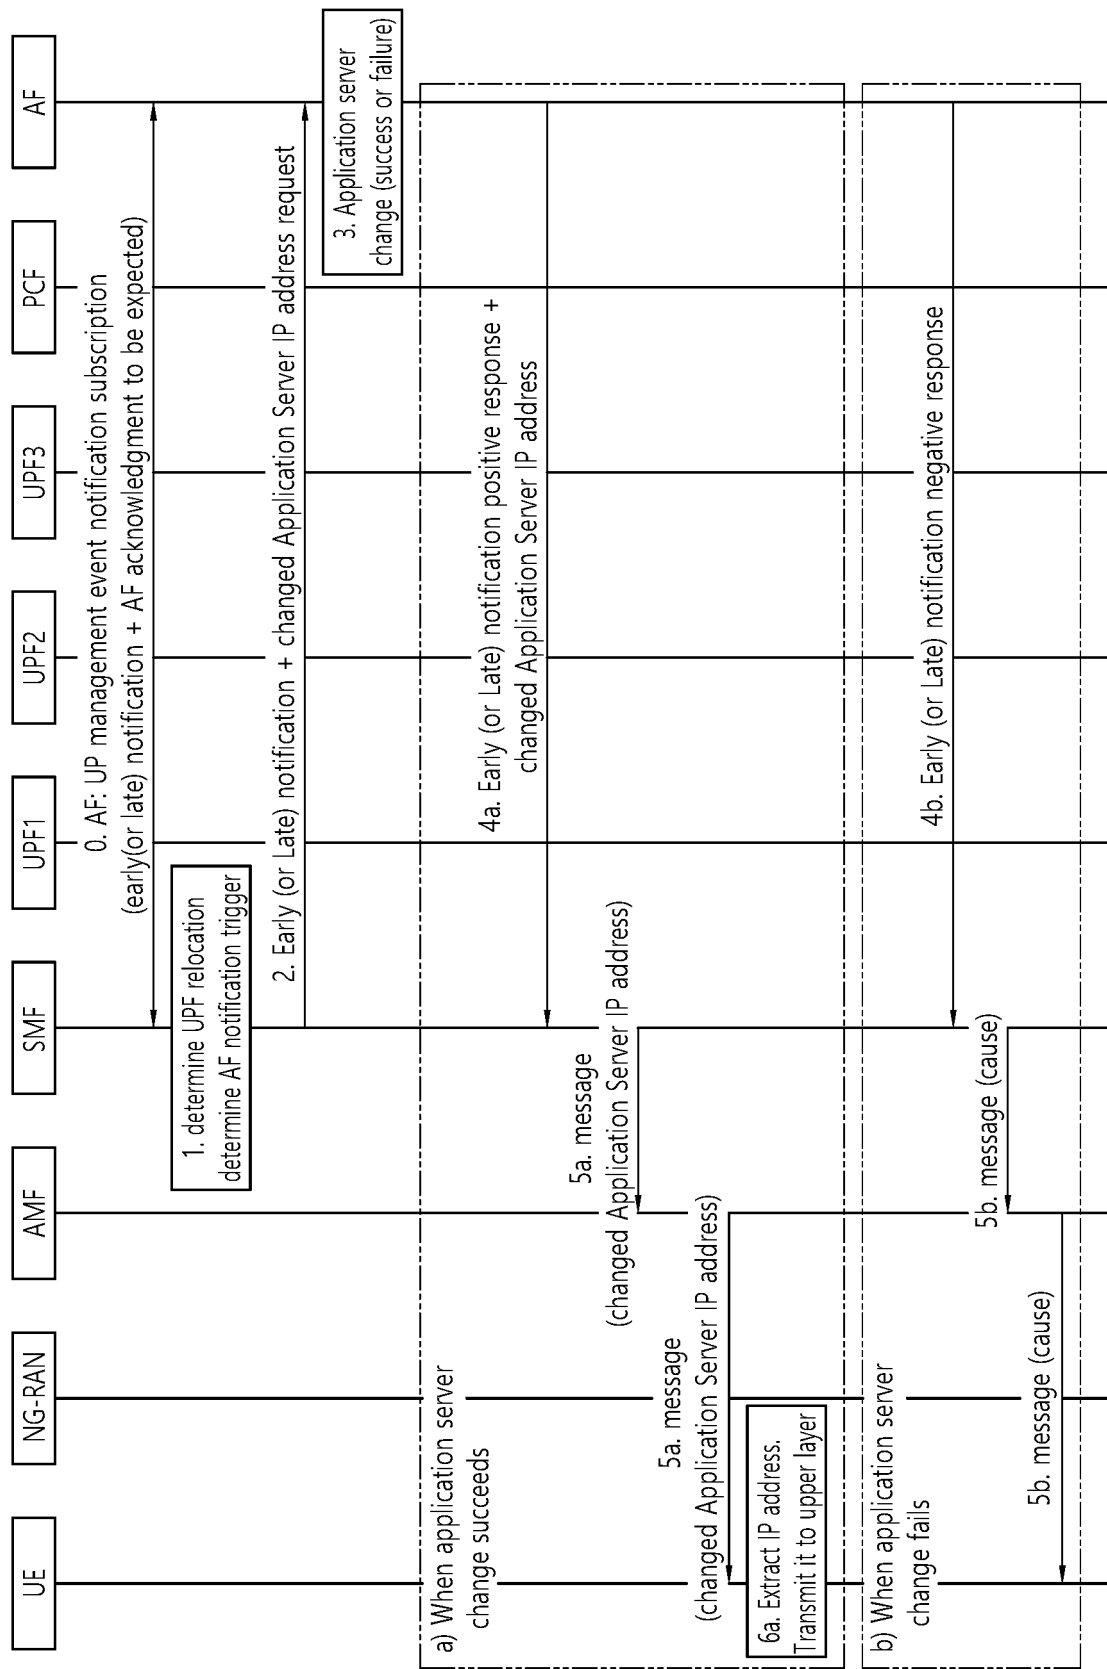 UE
NG-RAN
AMF
SMF
UPF1
UPF2
UPF3
PCF
AF
0. AF: UP management event notification subscription
(early(or late) notification + AF acknowledgment to be expected)
1. determine UPF relocation
determine AF notification trigger
2. Early (or Late) notification + changed Application Server IP address request
3. Application server
change (success or failure)
a) When application server
change succeeds
4a. Early (or Late) notification positive response +
changed Application Server IP address
5a. message
(changed Application Server IP address)
5a. message
(changed Application Server IP address)
6a. Extract IP address.
Transmit it to upper layer
b) When application server
change fails
4b. Early (or Late) notification negative response
5b. message (cause)
5b. message (cause)